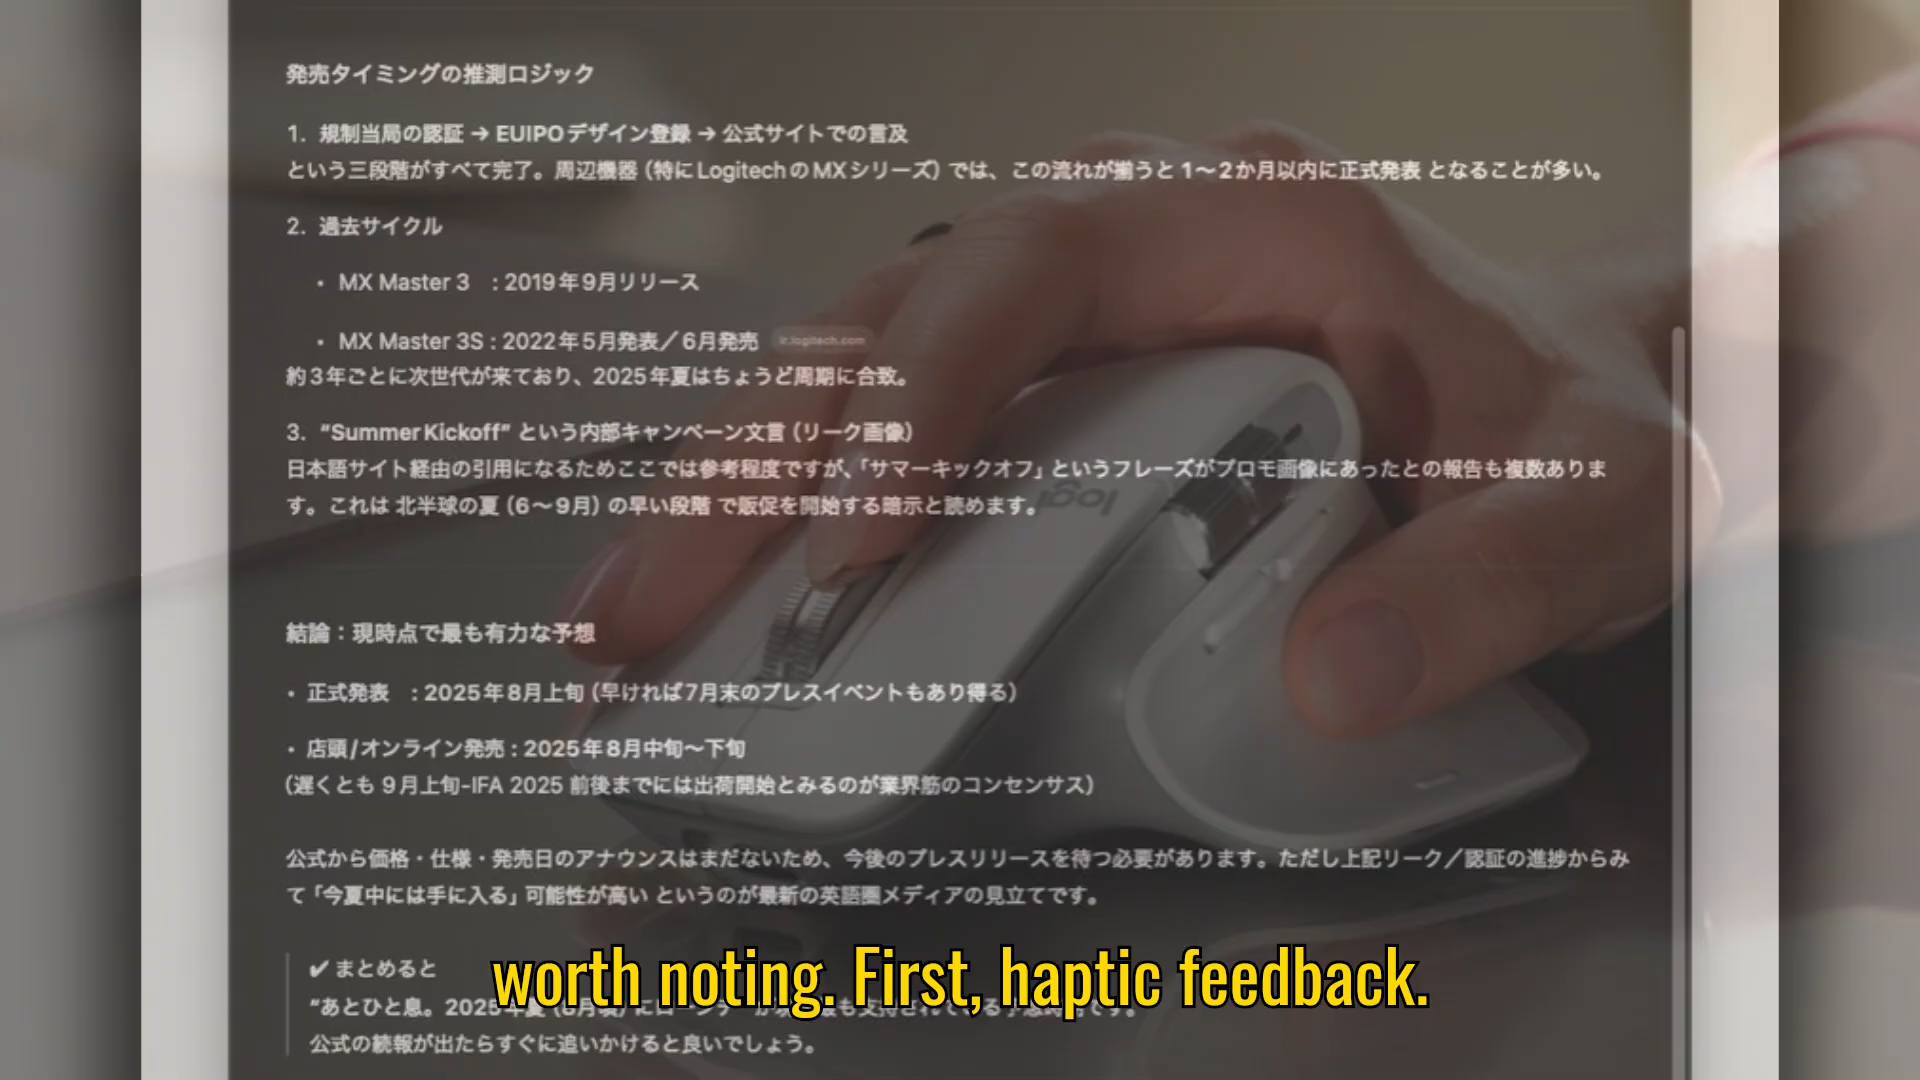 発売タイミングの推測ロジック
1. 規制当局の認証 → EUIPOデザイン登録 → 公式サイトでの言及
という三段階がすべて完了。周辺機器（特にLogitechのMXシリーズ）では、この流れが揃うと 1〜2か月以内に正式発表 となることが多い。
2. 過去サイクル
• MX Master 3 : 2019年9月リリース
• MX Master 3S : 2022年5月発表／6月発売 ir.logitech.com
約3年ごとに次世代が来ており、2025年夏はちょうど周期に合致。
3. “Summer Kickoff” という内部キャンペーン文言（リーク画像）
日本語サイト経由の引用になるためここでは参考程度ですが、「サマーキックオフ」というフレーズがプロモ画像にあったとの報告も複数ありま
す。これは 北半球の夏（6〜9月）の早い段階 で販促を開始する暗示と読めます。
logi
結論：現時点で最も有力な予想
• 正式発表 : 2025年8月上旬（早ければ7月末のプレスイベントもあり得る）
• 店頭/オンライン発売 : 2025年8月中旬〜下旬
（遅くとも 9月上旬-IFA 2025 前後までには出荷開始とみるのが業界筋のコンセンサス）
公式から価格・仕様・発売日のアナウンスはまだないため、今後のプレスリリースを待つ必要があります。ただし上記リーク／認証の進捗からみ
て「今夏中には手に入る」可能性が高い というのが最新の英語圏メディアの見立てです。
✔ まとめると
“あとひと息。2025年夏
公式の続報が出たらすぐに追いかけると良いでしょう。
worth noting. First, haptic feedback.